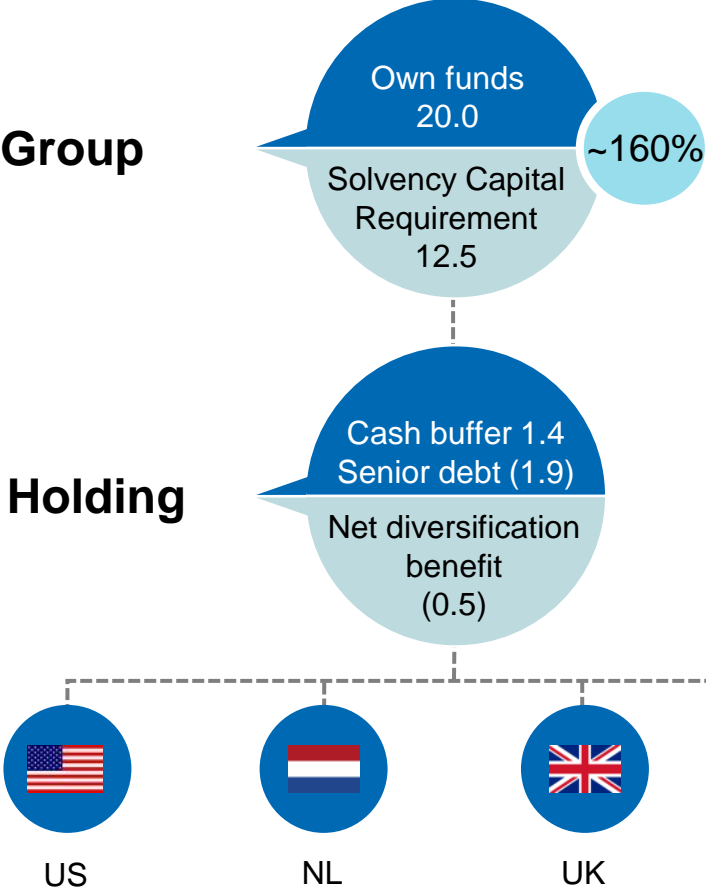 Own funds
20.0
Group
~160%
Solvency Capital
Requirement
12.5
Cash buffer 1.4
Senior debt (1.9)
Holding
Net diversification
benefit
(0.5)
US
NL
UK